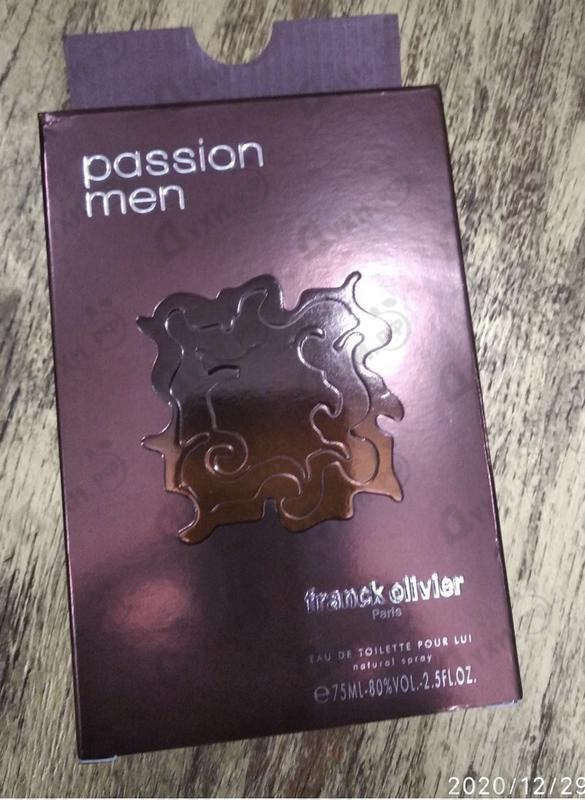 passion
men
franck olivier
Paris
EAU DE TOILETTE POUR LUI
natural spray
℮75ML-80%VOL.-2.5FL.OZ.
2020/12/29